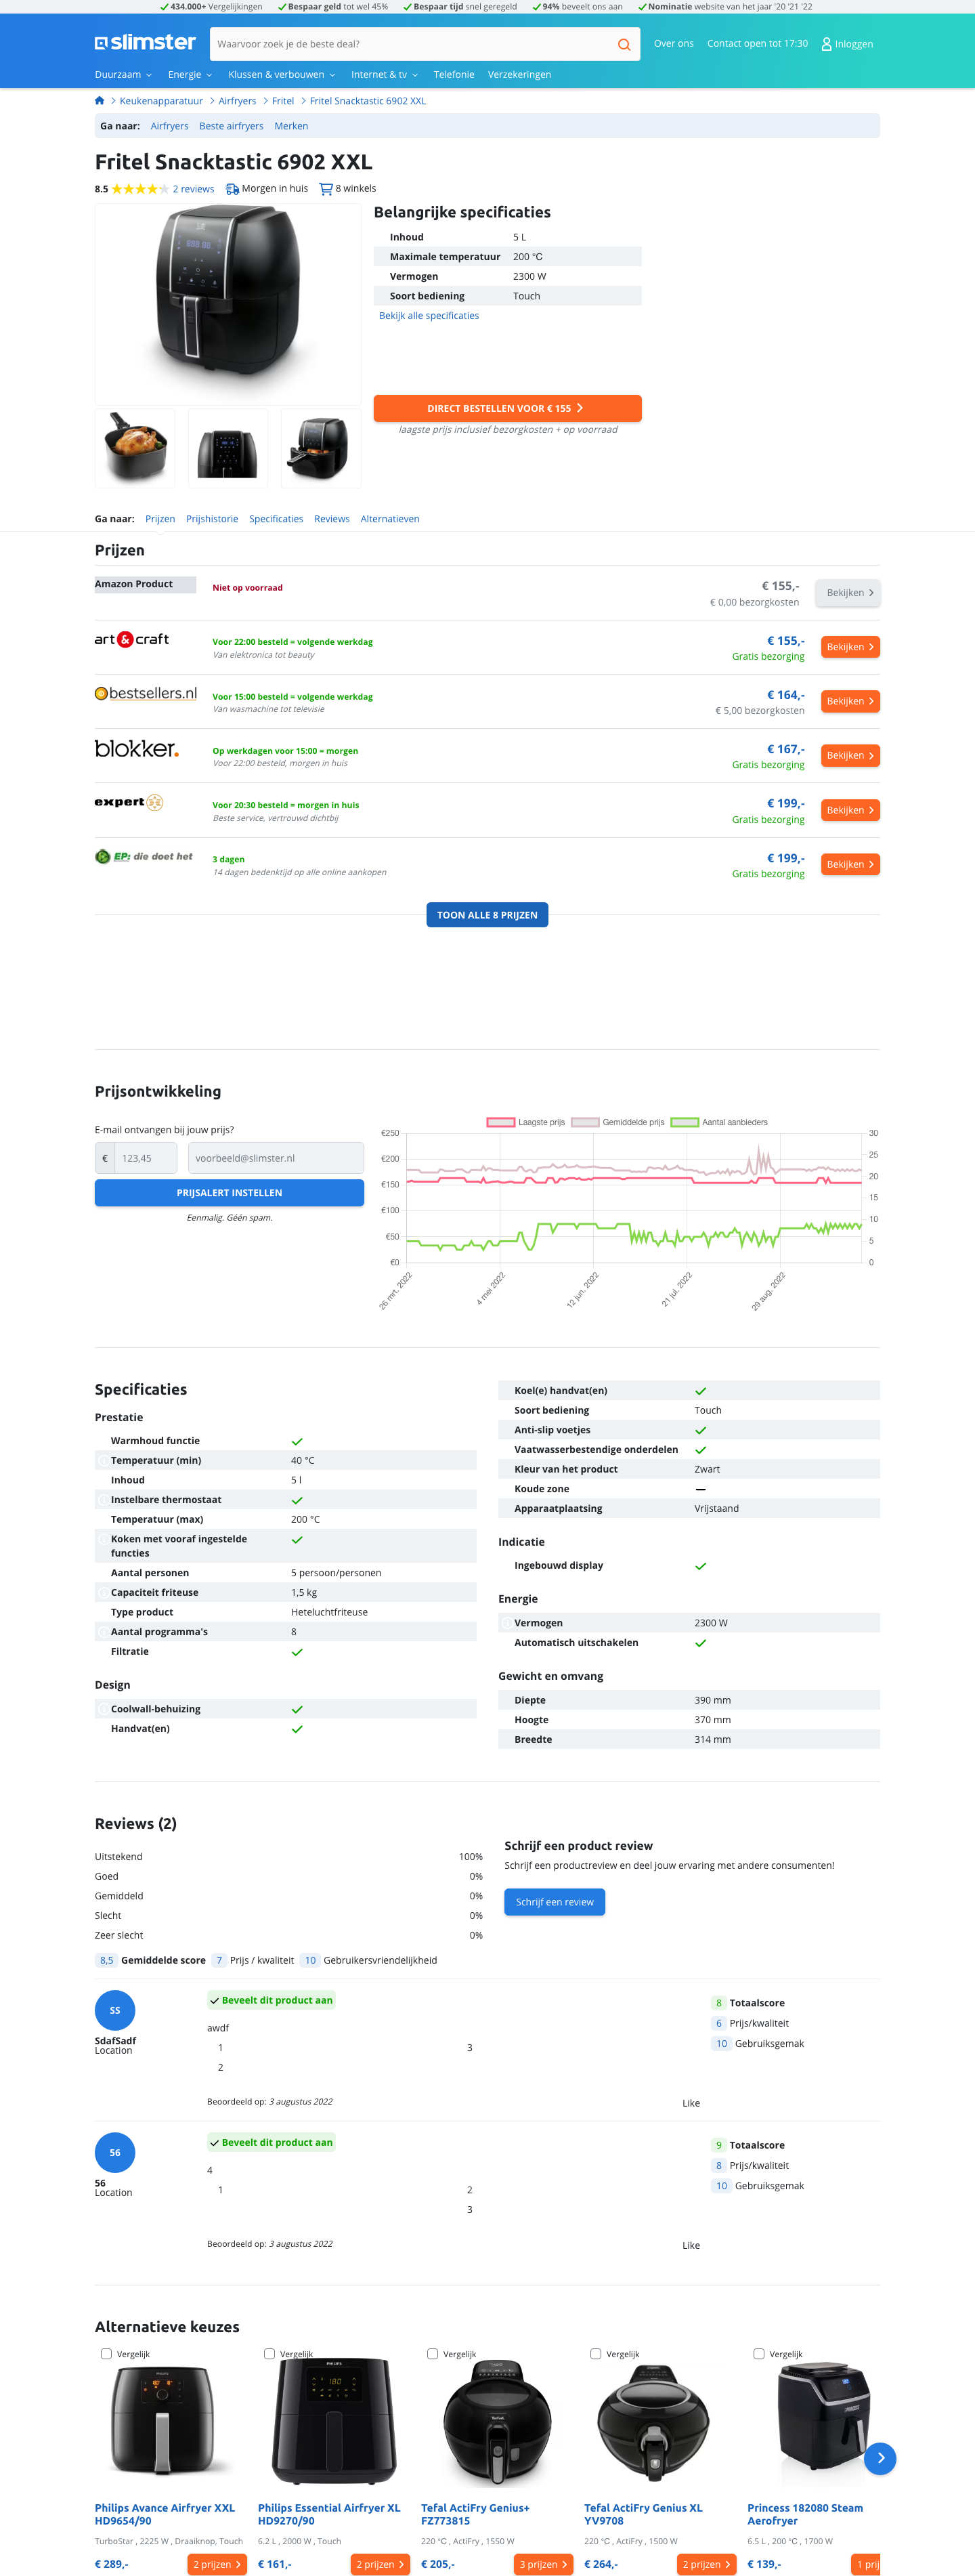 434.000+ Vergelijkingen Bespaar geld tot wel 45% Bespaar tijd snel geregeld 94% beveelt ons aan Nominatie website van het jaar '20 '21 '22
slimster
Waarvoor zoek je de beste deal?
Over ons Contact open tot 17:30 Inloggen
Duurzaam Energie Klussen & verbouwen Internet & tv Telefonie Verzekeringen
Keukenapparatuur Airfryers Fritel Fritel Snacktastic 6902 XXL
Ga naar: Airfryers Beste airfryers Merken
Fritel Snacktastic 6902 XXL
8.5 2 reviews Morgen in huis 8 winkels
Belangrijke specificaties
Inhoud 5 L
Maximale temperatuur 200 °C
Vermogen 2300 W
Soort bediening Touch
Bekijk alle specificaties
DIRECT BESTELLEN VOOR € 155
laagste prijs inclusief bezorgkosten + op voorraad
Ga naar: Prijzen Prijshistorie Specificaties Reviews Alternatieven
Prijzen
Amazon Product
Niet op voorraad
€ 155,-
€ 0,00 bezorgkosten
Bekijken
art&craft
Voor 22:00 besteld = volgende werkdag
Van elektronica tot beauty
€ 155,-
Gratis bezorging
Bekijken
bestsellers.nl
Voor 15:00 besteld = volgende werkdag
Van wasmachine tot televisie
€ 164,-
€ 5,00 bezorgkosten
Bekijken
blokker.
Op werkdagen voor 15:00 = morgen
Voor 22:00 besteld, morgen in huis
€ 167,-
Gratis bezorging
Bekijken
expert
Voor 20:30 besteld = morgen in huis
Beste service, vertrouwd dichtbij
€ 199,-
Gratis bezorging
Bekijken
EP: die doet het
3 dagen
14 dagen bedenktijd op alle online aankopen
€ 199,-
Gratis bezorging
Bekijken
TOON ALLE 8 PRIJZEN
Prijsontwikkeling
E-mail ontvangen bij jouw prijs?
€ 123,45 voorbeeld@slimster.nl
PRIJSALERT INSTELLEN
Eenmalig. Géén spam.
Laagste prijs Gemiddelde prijs Aantal aanbieders
€250
€200
€150
€100
€50
€0
30
25
20
15
10
5
0
26 mrt. 2022
4 mei 2022
12 jun. 2022
21 jul. 2022
29 aug. 2022
Specificaties
Prestatie
Warmhoud functie
Temperatuur (min) 40 °C
Inhoud 5 l
Instelbare thermostaat
Temperatuur (max) 200 °C
Koken met vooraf ingestelde
functies
Aantal personen 5 persoon/personen
Capaciteit friteuse 1,5 kg
Type product Heteluchtfriteuse
Aantal programma's 8
Filtratie
Design
Coolwall-behuizing
Handvat(en)
Koel(e) handvat(en)
Soort bediening Touch
Anti-slip voetjes
Vaatwasserbestendige onderdelen
Kleur van het product Zwart
Koude zone
Apparaatplaatsing Vrijstaand
Indicatie
Ingebouwd display
Energie
Vermogen 2300 W
Automatisch uitschakelen
Gewicht en omvang
Diepte 390 mm
Hoogte 370 mm
Breedte 314 mm
Reviews (2)
Uitstekend 100%
Goed 0%
Gemiddeld 0%
Slecht 0%
Zeer slecht 0%
8,5 Gemiddelde score 7 Prijs / kwaliteit 10 Gebruikersvriendelijkheid
Schrijf een product review
Schrijf een productreview en deel jouw ervaring met andere consumenten!
Schrijf een review
SS
SdafSadf
Location
Beveelt dit product aan
awdf
1 3
2
Beoordeeld op: 3 augustus 2022
8 Totaalscore
6 Prijs/kwaliteit
10 Gebruiksgemak
Like
56
56
Location
Beveelt dit product aan
4
1 2
3
Beoordeeld op: 3 augustus 2022
9 Totaalscore
8 Prijs/kwaliteit
10 Gebruiksgemak
Like
Alternatieve keuzes
Vergelijk Vergelijk Vergelijk Vergelijk Vergelijk
Philips Avance Airfryer XXL
HD9654/90
TurboStar , 2225 W , Draaiknop, Touch
€ 289,- 2 prijzen
Philips Essential Airfryer XL
HD9270/90
6.2 L , 2000 W , Touch
€ 161,- 2 prijzen
Tefal ActiFry Genius+
FZ773815
220 °C , ActiFry , 1550 W
€ 205,- 3 prijzen
Tefal ActiFry Genius XL
YV9708
220 °C , ActiFry , 1500 W
€ 264,- 2 prijzen
Princess 182080 Steam
Aerofryer
6.5 L , 200 °C , 1700 W
€ 139,- 1 prij